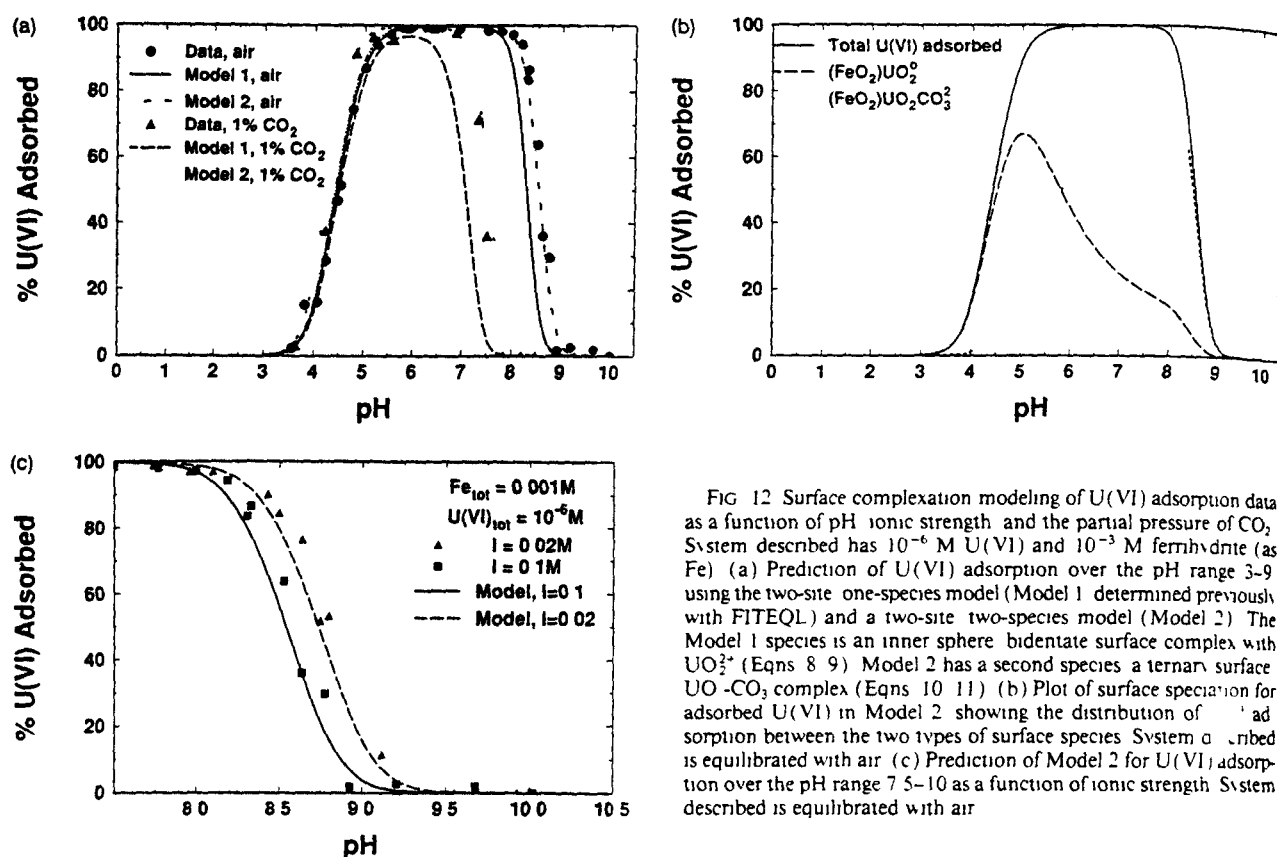 (a)
% U(VI) Adsorbed
100
80
60
40
20
0
Data, air
Model 1, air
Model 2, air
Data, 1% CO2
Model 1, 1% CO2
Model 2, 1% CO2
0 1 2 3 4 5 6 7 8 9 10
pH
(b)
% U(VI) Adsorbed
100
80
60
40
20
0
Total U(VI) adsorbed
(FeO2)UO2^0
(FeO2)UO2CO3^2
0 1 2 3 4 5 6 7 8 9 10
pH
(c)
% U(VI) Adsorbed
100
80
60
40
20
0
Fe_tot = 0 001M
U(VI)_tot = 10^-6M
I = 0 02M
I = 0 1M
Model, I=0 1
Model, I=0 02
8 0 8 5 9 0 9 5 10 0 10 5
pH
FIG 12 Surface complexation modeling of U(VI) adsorption data
as a function of pH ionic strength and the partial pressure of CO2
System described has 10^-6 M U(VI) and 10^-3 M ferrihydrite (as
Fe) (a) Prediction of U(VI) adsorption over the pH range 3-9
using the two-site one-species model (Model 1 determined previously
with FITEQL) and a two-site two-species model (Model 2) The
Model 1 species is an inner sphere bidentate surface complex with
UO2^2+ (Eqns 8 9) Model 2 has a second species a ternary surface
UO -CO3 complex (Eqns 10 11) (b) Plot of surface speciation for
adsorbed U(VI) in Model 2 showing the distribution of ad
sorption between the two types of surface species System
is equilibrated with air (c) Prediction of Model 2 for U(VI) adsorp-
tion over the pH range 7 5-10 as a function of ionic strength System
described is equilibrated with air